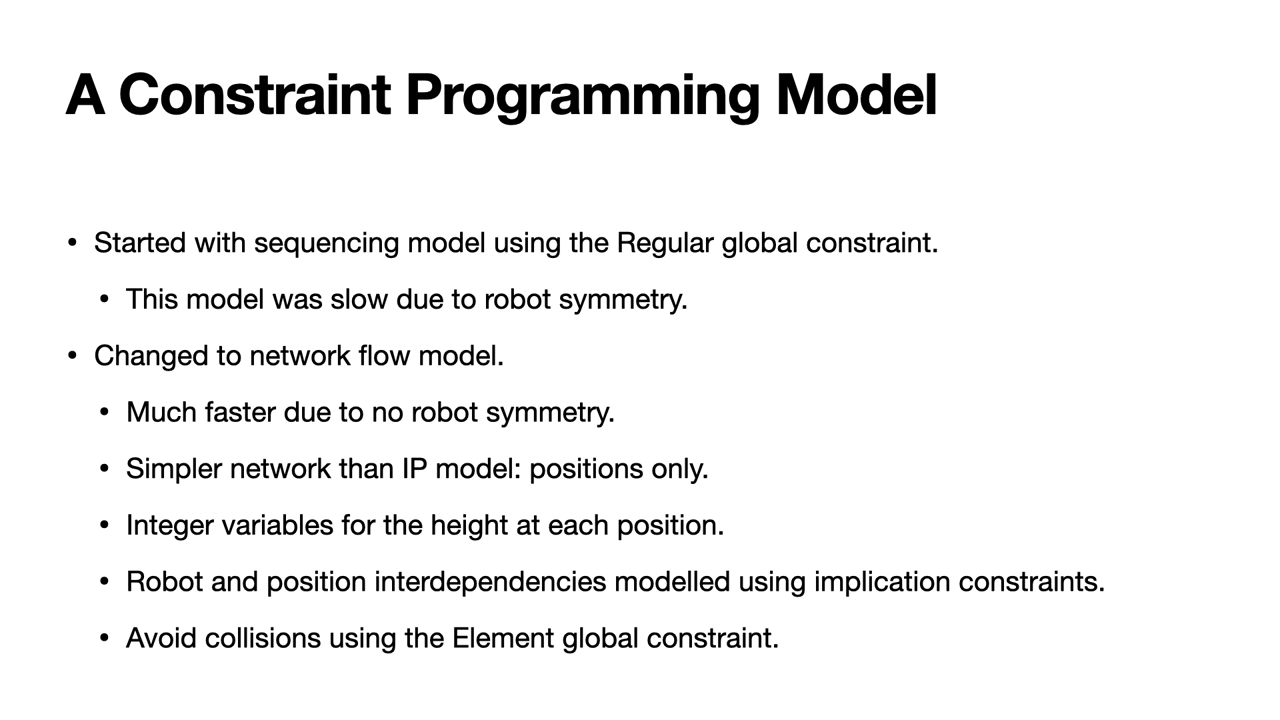 A Constraint Programming Model
• Started with sequencing model using the Regular global constraint.
• This model was slow due to robot symmetry.
• Changed to network flow model.
• Much faster due to no robot symmetry.
• Simpler network than IP model: positions only.
• Integer variables for the height at each position.
• Robot and position interdependencies modelled using implication constraints.
• Avoid collisions using the Element global constraint.